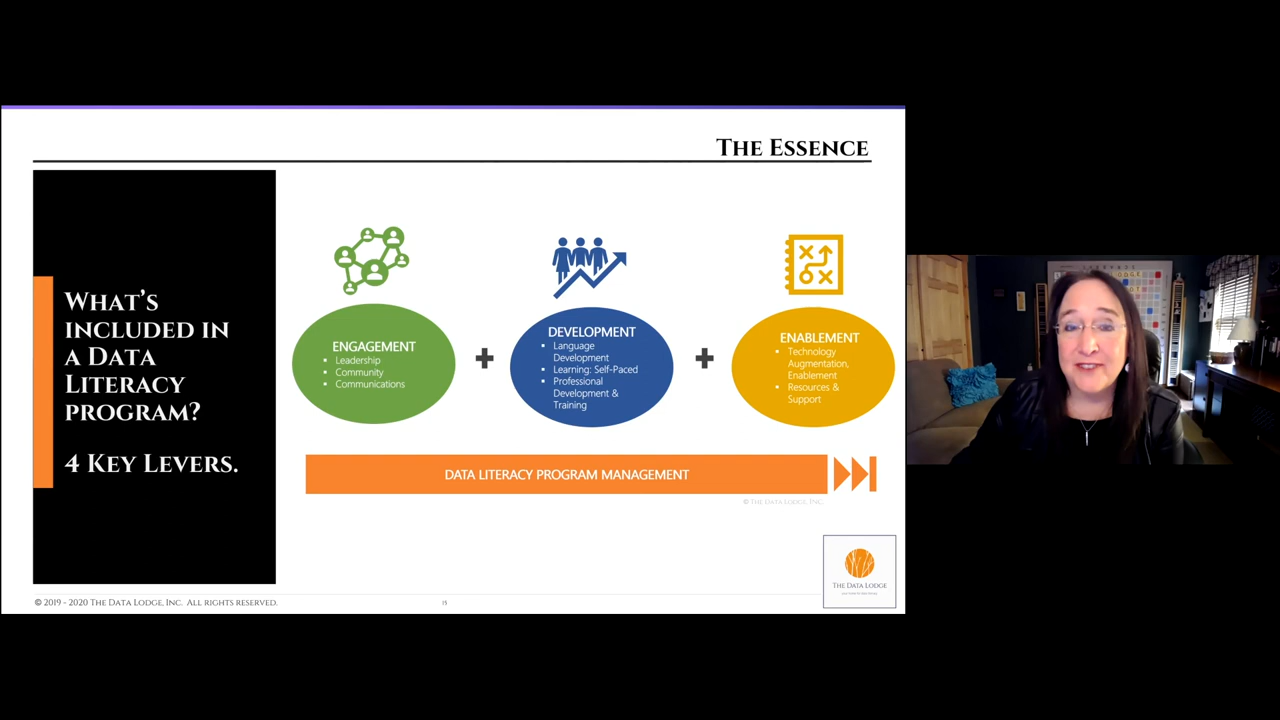 THE ESSENCE
WHAT'S
INCLUDED IN
A DATA
LITERACY
PROGRAM?
4 KEY LEVERS.
ENGAGEMENT
▪ Leadership
▪ Community
▪ Communications
DEVELOPMENT
▪ Language
Development
▪ Learning: Self-Paced
▪ Professional
Development &
Training
ENABLEMENT
▪ Technology
Augmentation,
Enablement
▪ Resources &
Support
DATA LITERACY PROGRAM MANAGEMENT
© THE DATA LODGE, INC.
THE DATA LODGE
© 2019 - 2020 THE DATA LODGE, INC. ALL RIGHTS RESERVED.